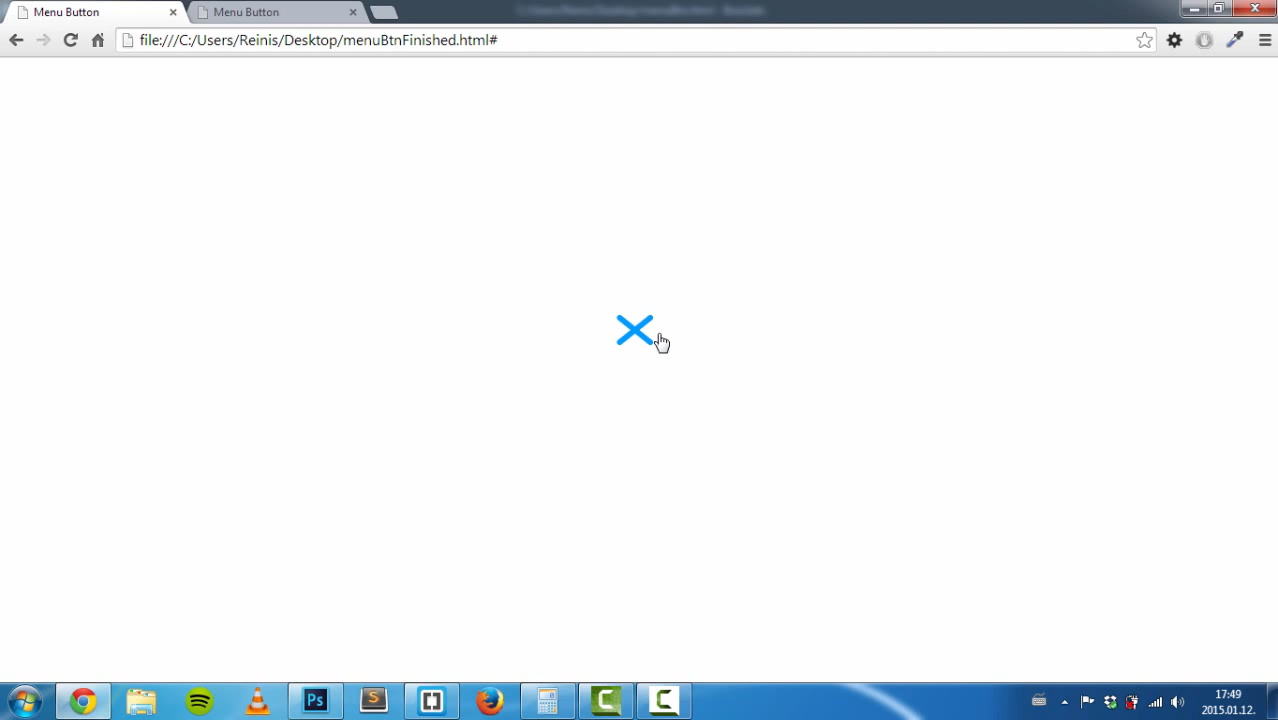 Menu Button
Menu Button
file:///C:/Users/Reinis/Desktop/menuBtnFinished.html#
Ps
S
17:49
2015.01.12.